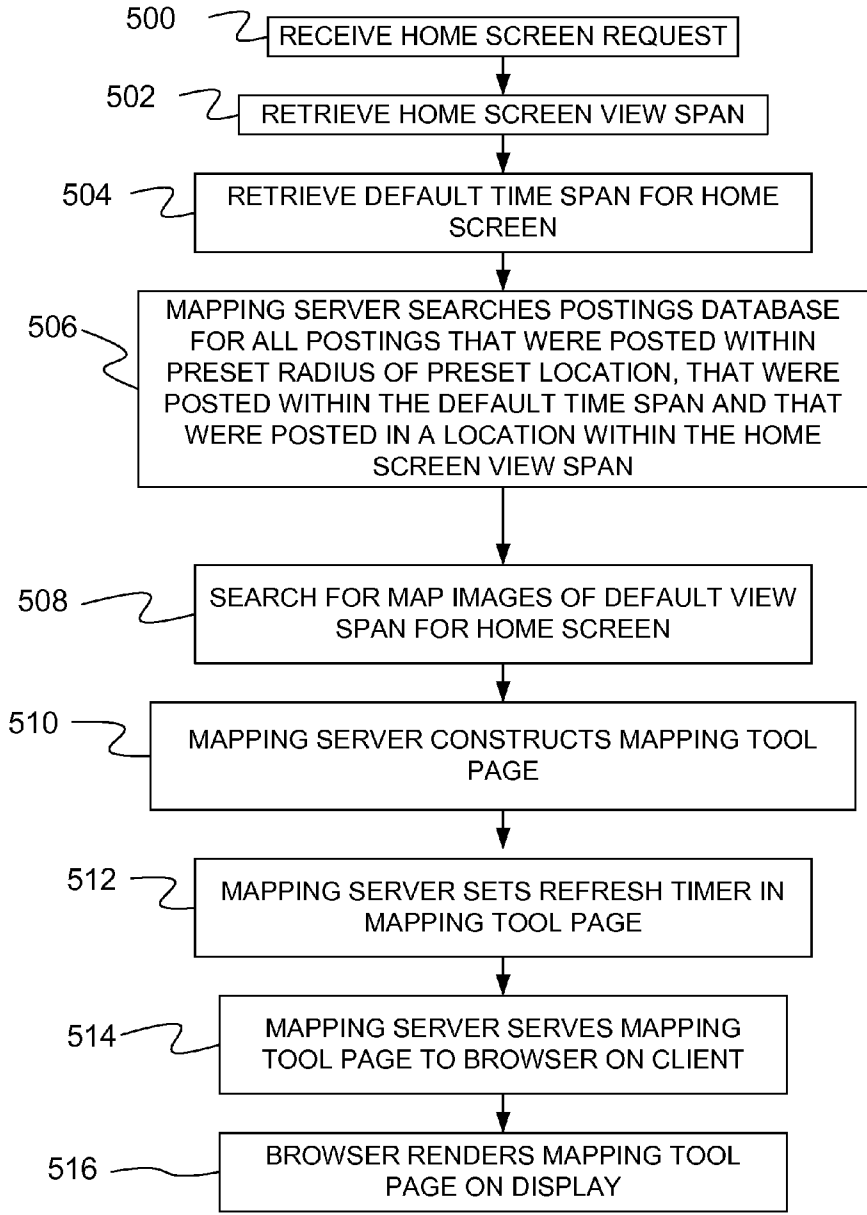 500
RECEIVE HOME SCREEN REQUEST
502
RETRIEVE HOME SCREEN VIEW SPAN
504
RETRIEVE DEFAULT TIME SPAN FOR HOME
SCREEN
506
MAPPING SERVER SEARCHES POSTINGS DATABASE
FOR ALL POSTINGS THAT WERE POSTED WITHIN
PRESET RADIUS OF PRESET LOCATION, THAT WERE
POSTED WITHIN THE DEFAULT TIME SPAN AND THAT
WERE POSTED IN A LOCATION WITHIN THE HOME
SCREEN VIEW SPAN
508
SEARCH FOR MAP IMAGES OF DEFAULT VIEW
SPAN FOR HOME SCREEN
510
MAPPING SERVER CONSTRUCTS MAPPING TOOL
PAGE
512
MAPPING SERVER SETS REFRESH TIMER IN
MAPPING TOOL PAGE
514
MAPPING SERVER SERVES MAPPING
TOOL PAGE TO BROWSER ON CLIENT
516
BROWSER RENDERS MAPPING TOOL
PAGE ON DISPLAY